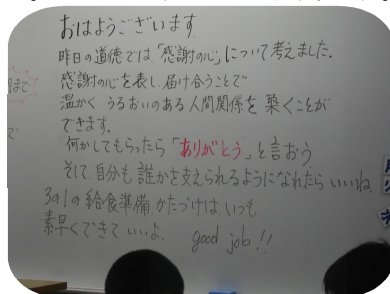 おはようございます
昨日の道徳では「感謝の心」について考えました。
感謝の心を表し、届け合うことで
温かく うるおいのある人間関係を築くことが
できます。
何かしてもらったら「ありがとう」と言おう
そして自分も誰かを支えられるようになれたらいいね
3の1の給食準備、かたづけは、いつも
素早くできていいよ。 good job!!
まで
で